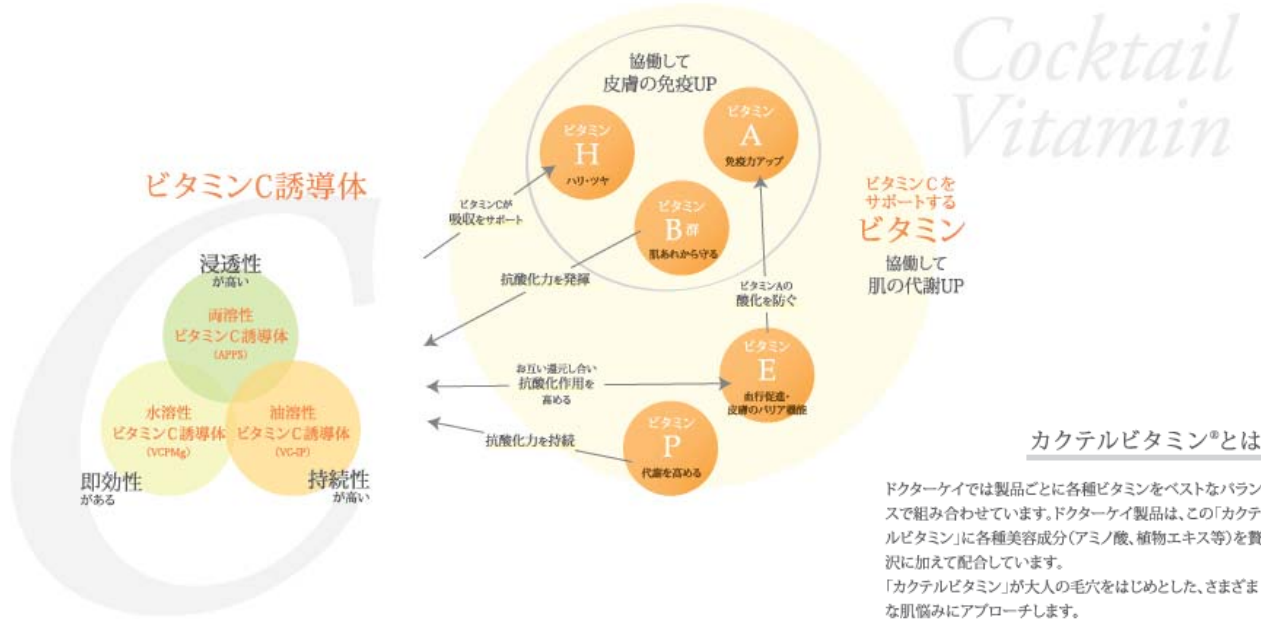 Cocktail
Vitamin
ビタミンC誘導体
浸透性
が高い
両溶性
ビタミンC誘導体
(APPS)
水溶性
ビタミンC誘導体
(VCPMg)
油溶性
ビタミンC誘導体
(VC-IP)
即効性
がある
持続性
が高い
C
ビタミンCが
吸収をサポート
抗酸化力を発揮
お互い還元し合い
抗酸化作用を
高める
抗酸化力を持続
協働して
皮膚の免疫UP
ビタミン
H
ハリ・ツヤ
ビタミン
A
免疫力アップ
ビタミン
B群
肌あれから守る
ビタミンAの
酸化を防ぐ
ビタミン
E
血行促進・
皮膚のバリア機能
ビタミン
P
代謝を高める
ビタミンCを
サポートする
ビタミン
協働して
肌の代謝UP
カクテルビタミン®とは
ドクターケイでは製品ごとに各種ビタミンをベストなバラン
スで組み合わせています。ドクターケイ製品は、この「カクテ
ルビタミン」に各種美容成分(アミノ酸、植物エキス等)を贅
沢に加えて配合しています。
「カクテルビタミン」が大人の毛穴をはじめとした、さまざま
な肌悩みにアプローチします。